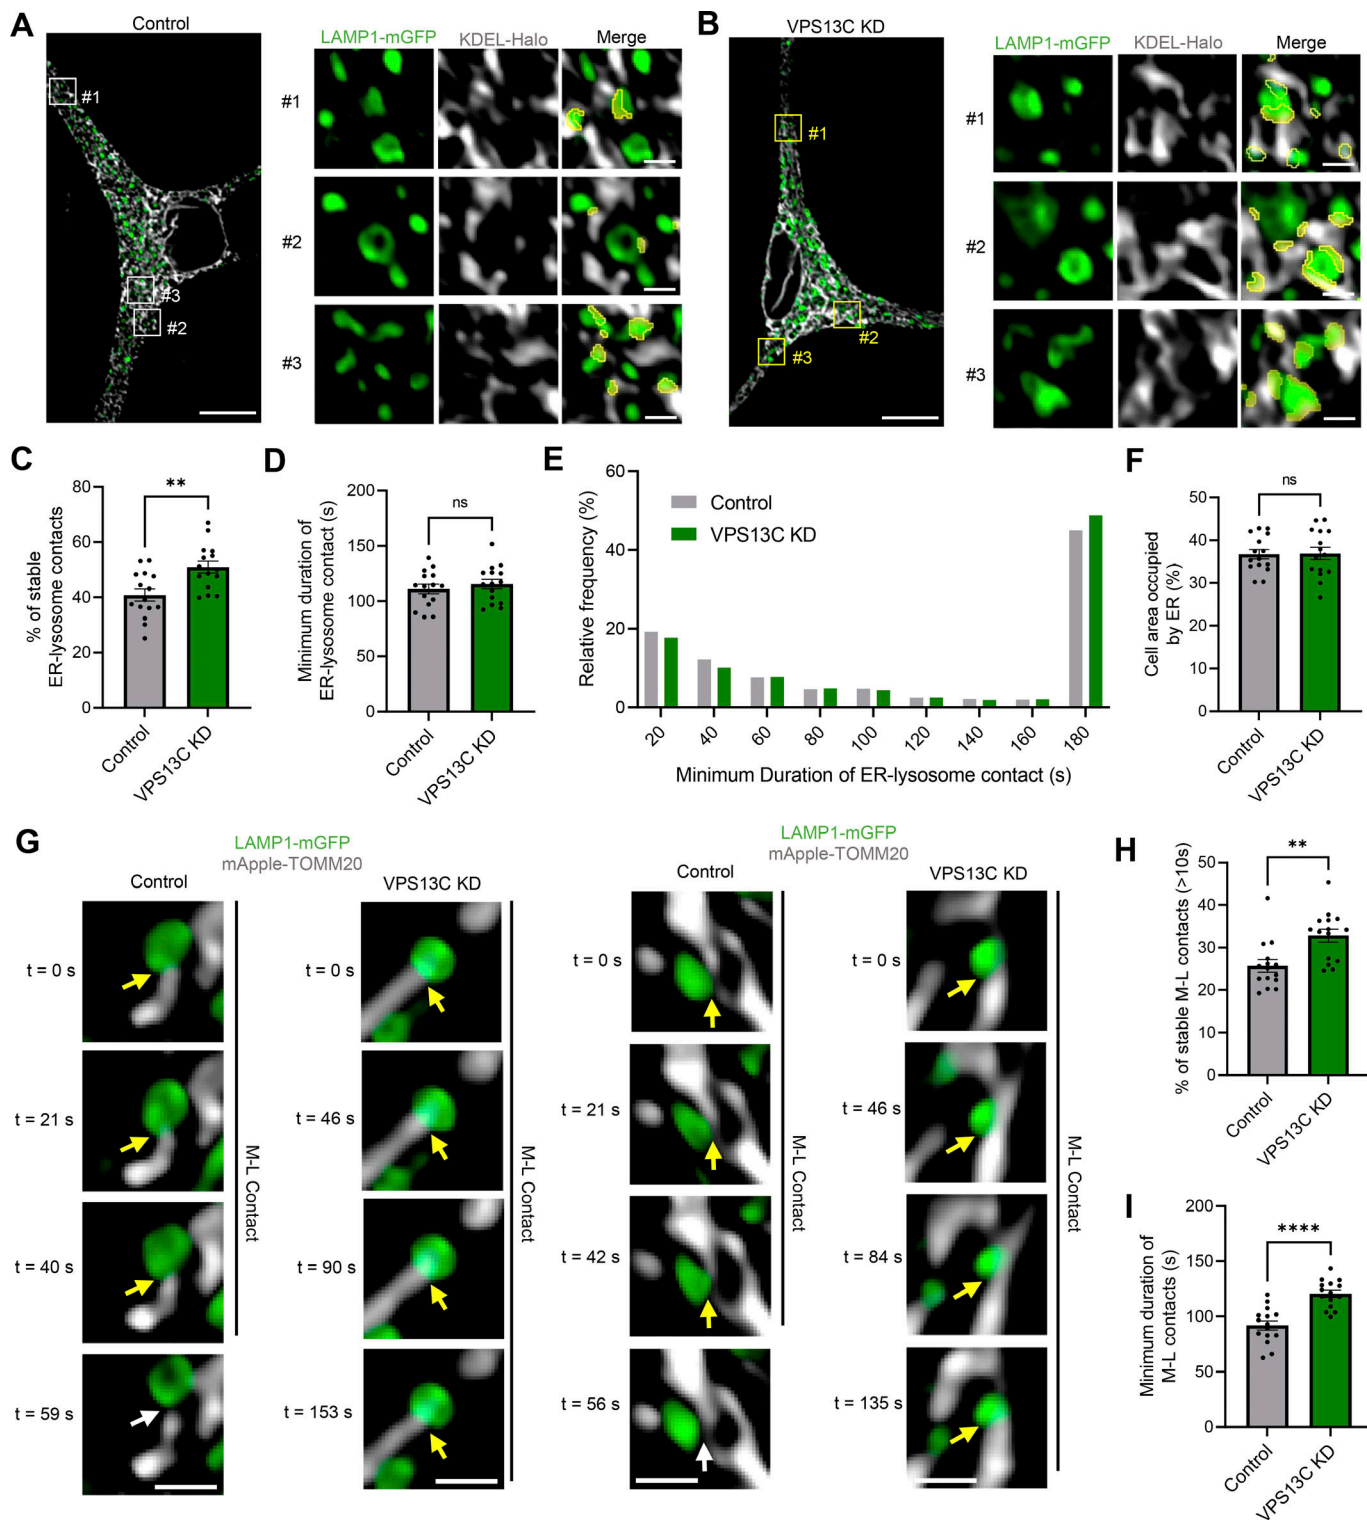 A
Control
LAMP1-mGFP
KDEL-Halo
Merge
#1
#3
#2
#1
#2
#3
B
VPS13C KD
LAMP1-mGFP
KDEL-Halo
Merge
#1
#2
#3
#1
#2
#3
C
% of stable
ER-lysosome contacts
80
60
40
20
0
**
Control
VPS13C KD
D
Minimum duration of
ER-lysosome contact (s)
200
150
100
50
0
ns
Control
VPS13C KD
E
Relative frequency (%)
60
40
20
0
Control
VPS13C KD
20
40
60
80
100
120
140
160
180
Minimum Duration of ER-lysosome contact (s)
F
Cell area occupied
by ER (%)
50
40
30
20
10
0
ns
Control
VPS13C KD
G
LAMP1-mGFP
mApple-TOMM20
Control
VPS13C KD
t = 0 s
t = 21 s
t = 40 s
t = 59 s
M-L Contact
t = 0 s
t = 46 s
t = 90 s
t = 153 s
M-L Contact
LAMP1-mGFP
mApple-TOMM20
Control
VPS13C KD
t = 0 s
t = 21 s
t = 42 s
t = 56 s
M-L Contact
t = 0 s
t = 46 s
t = 84 s
t = 135 s
M-L Contact
H
% of stable M-L contacts (>10s)
50
40
30
20
10
0
**
Control
VPS13C KD
I
Minimum duration of
M-L contacts (s)
200
150
100
50
0
****
Control
VPS13C KD